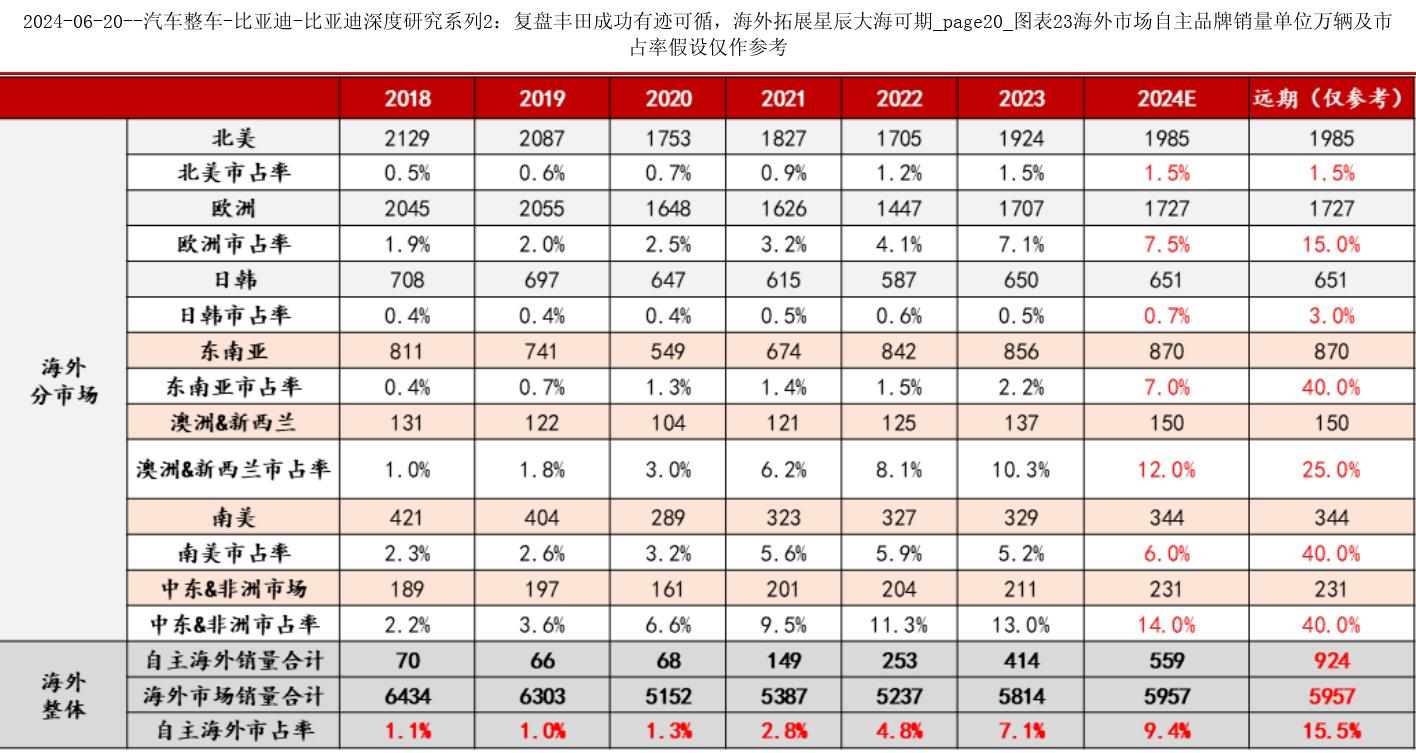 2024-06-20--汽车整车-比亚迪-比亚迪深度研究系列2：复盘丰田成功有迹可循，海外拓展星辰大海可期_page20_图表23海外市场自主品牌销量单位万辆及市
占率假设仅作参考
2018 2019 2020 2021 2022 2023 2024E 远期（仅参考）
海外
分市场
北美 2129 2087 1753 1827 1705 1924 1985 1985
北美市占率 0.5% 0.6% 0.7% 0.9% 1.2% 1.5% 1.5% 1.5%
欧洲 2045 2055 1648 1626 1447 1707 1727 1727
欧洲市占率 1.9% 2.0% 2.5% 3.2% 4.1% 7.1% 7.5% 15.0%
日韩 708 697 647 615 587 650 651 651
日韩市占率 0.4% 0.4% 0.4% 0.5% 0.6% 0.5% 0.7% 3.0%
东南亚 811 741 549 674 842 856 870 870
东南亚市占率 0.4% 0.7% 1.3% 1.4% 1.5% 2.2% 7.0% 40.0%
澳洲&新西兰 131 122 104 121 125 137 150 150
澳洲&新西兰市占率 1.0% 1.8% 3.0% 6.2% 8.1% 10.3% 12.0% 25.0%
南美 421 404 289 323 327 329 344 344
南美市占率 2.3% 2.6% 3.2% 5.6% 5.9% 5.2% 6.0% 40.0%
中东&非洲市场 189 197 161 201 204 211 231 231
中东&非洲市占率 2.2% 3.6% 6.6% 9.5% 11.3% 13.0% 14.0% 40.0%
海外
整体
自主海外销量合计 70 66 68 149 253 414 559 924
海外市场销量合计 6434 6303 5152 5387 5237 5814 5957 5957
自主海外市占率 1.1% 1.0% 1.3% 2.8% 4.8% 7.1% 9.4% 15.5%